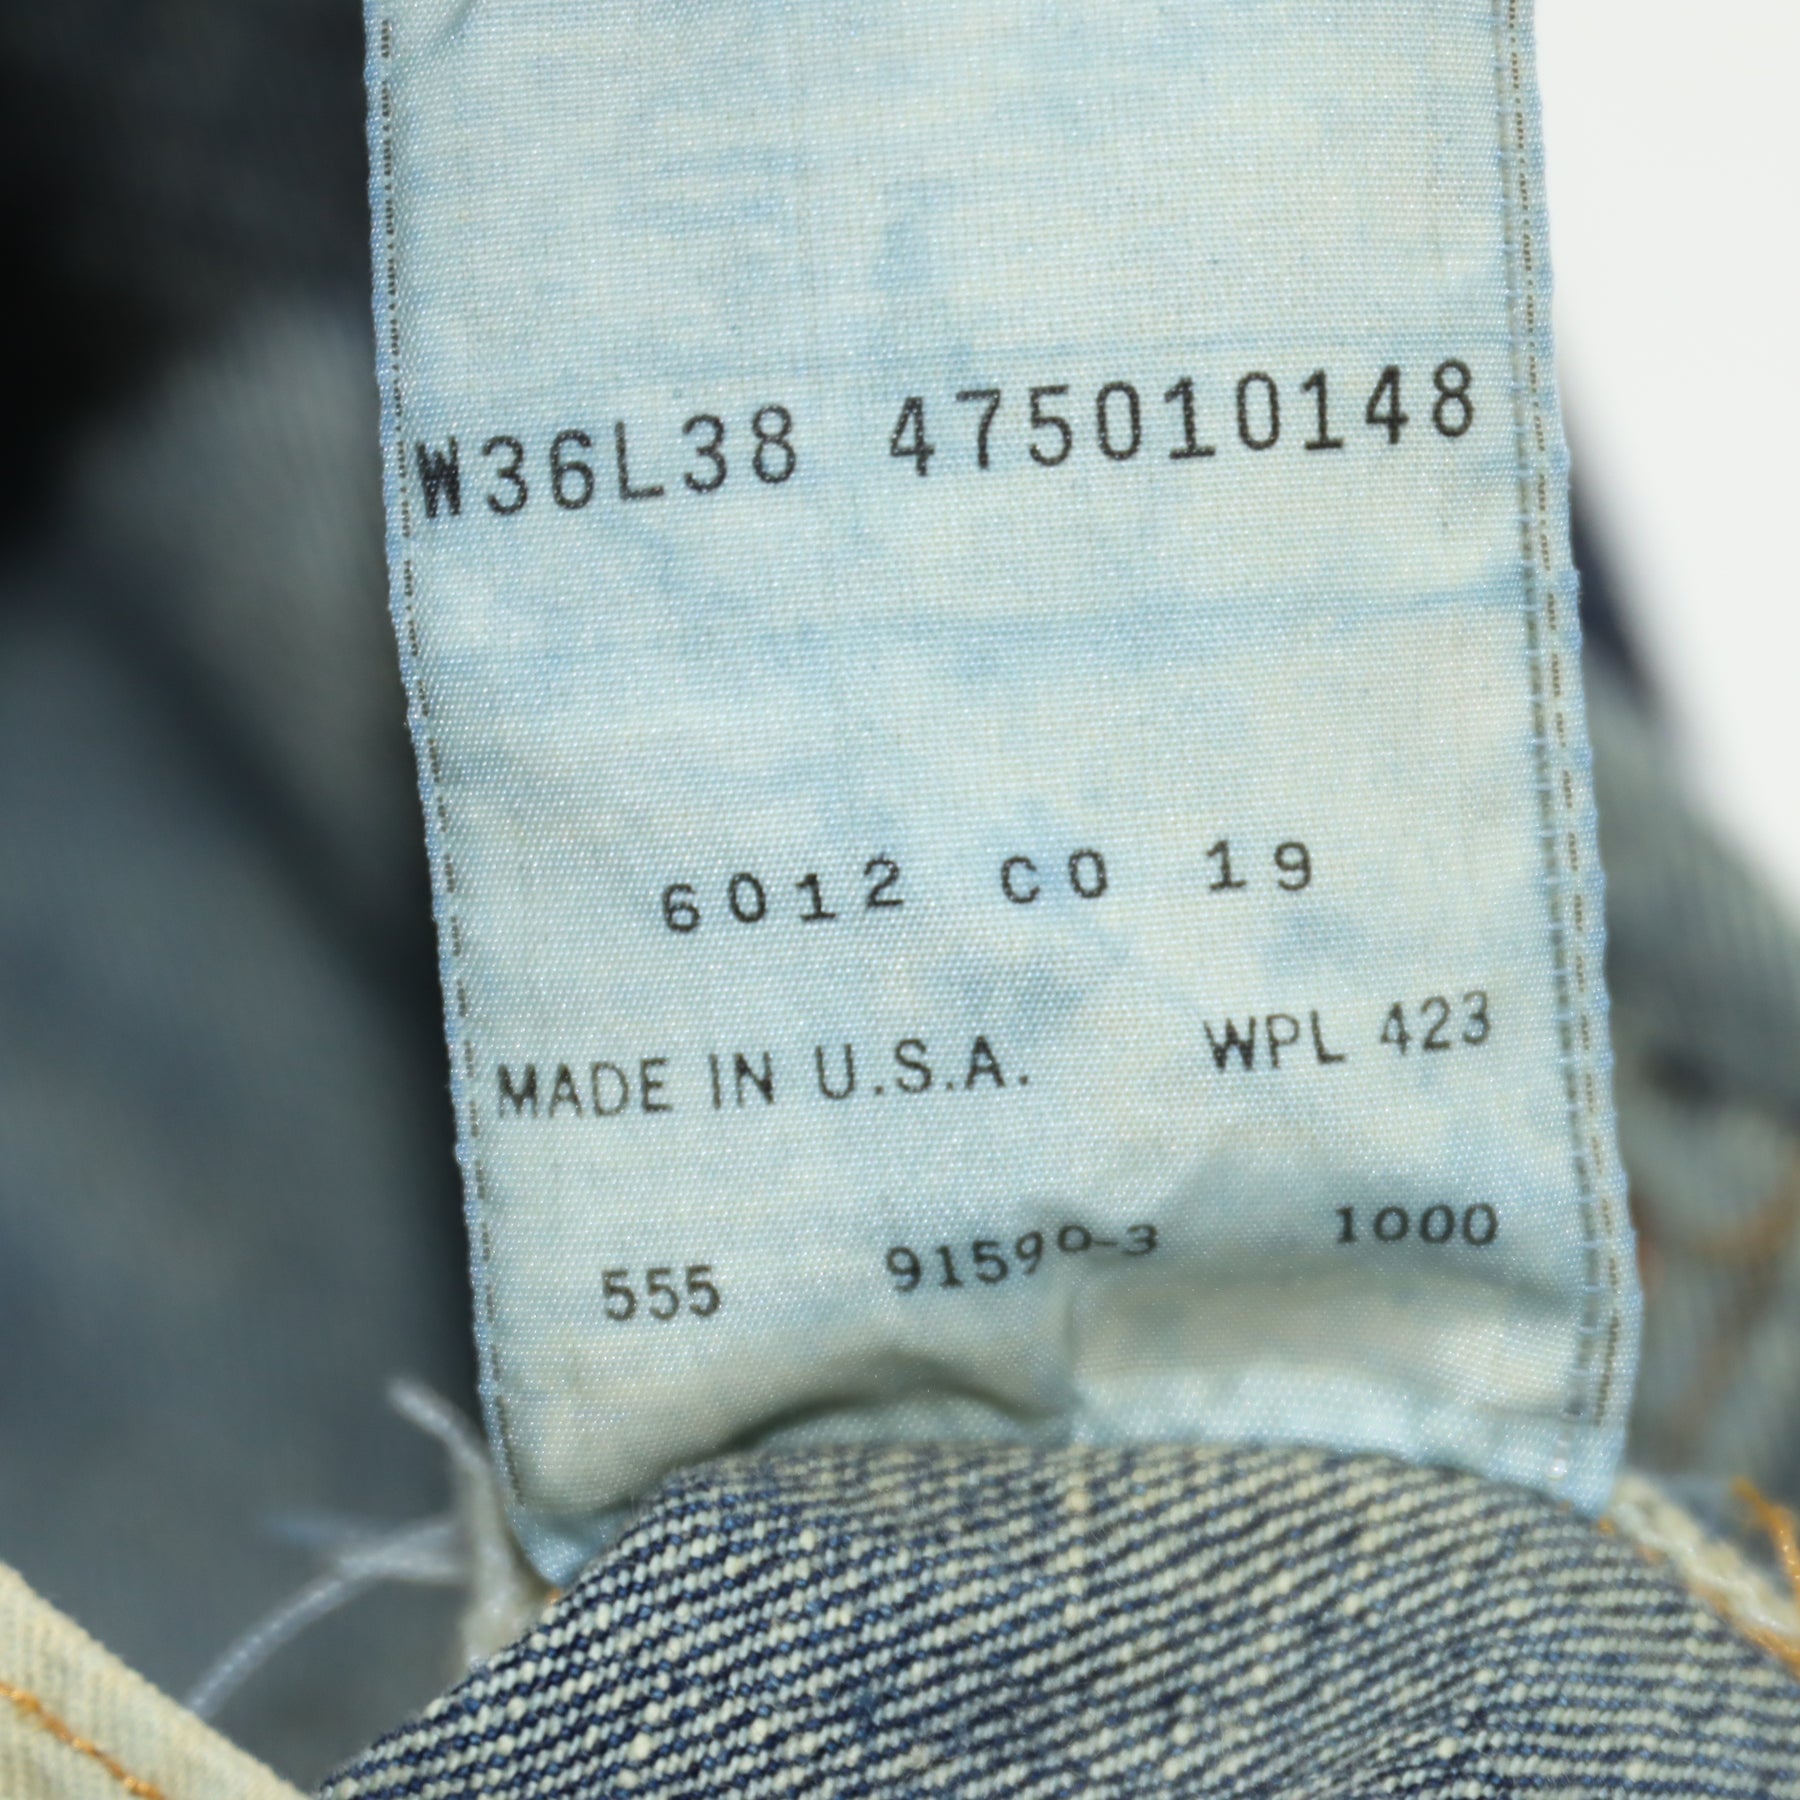 W36L38 475010148
6012 CO 19
MADE IN U.S.A. WPL 423
555 91590-3 1000